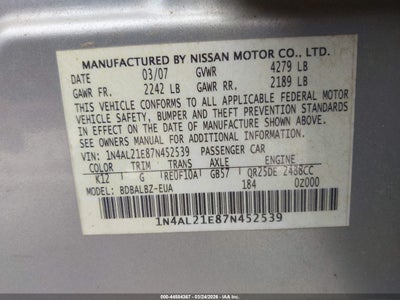 MANUFACTURED BY NISSAN MOTOR CO., LTD.
DATE 03/07 GVWR 4279 LB
GAWR FR. 2242 LB GAWR RR. 2189 LB
THIS VEHICLE CONFORMS TO ALL APPLICABLE FEDERAL MOTOR
VEHICLE SAFETY, BUMPER AND THEFT PREVENTION STANDARDS
IN EFFECT ON THE DATE OF MANUFACTURE SHOWN ABOVE.
SEE OWNERS MANUAL FOR ADDITIONAL INFORMATION
VIN: 1N4AL21E87N452539 PASSENGER CAR
COLOR TRIM TRANS AXLE ENGINE
K12 G RE0F10A GB57 QR25DE 2488CC
MODEL: BDBALBZ-EUA 184 0Z000
1N4AL21E87N452539
000-44504367 03/24/2026 IAA